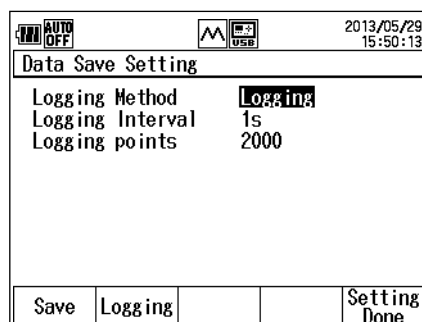 AUTO OFF USB 2013/05/29
15:50:13
Data Save Setting
Logging Method Logging
Logging Interval 1s
Logging points 2000
Save Logging Setting Done